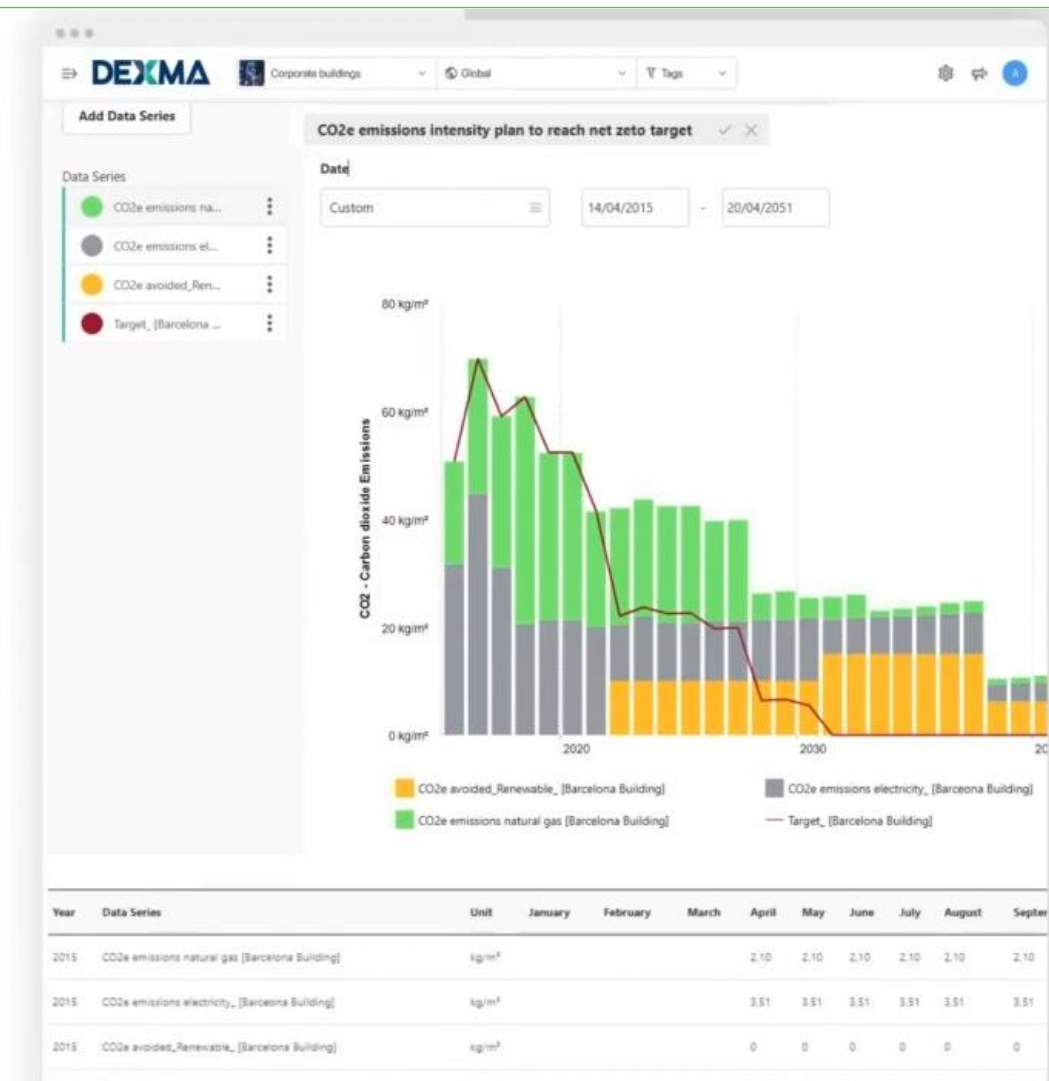 DEXMA Corporate buildings Global Tags A
Add Data Series
CO2e emissions intensity plan to reach net zeto target
Date
Data Series
Custom 14/04/2015 - 20/04/2051
CO2e emissions na...
CO2e emissions el...
CO2e avoided_Ren...
Target_ [Barcelona ...
80 kg/m²
60 kg/m²
40 kg/m²
20 kg/m²
0 kg/m²
CO2 - Carbon dioxide Emissions
2020 2030 20
CO2e avoided_Renewable_ [Barcelona Building] CO2e emissions electricity_ [Barceona Building]
CO2e emissions natural gas [Barcelona Building] Target_ [Barcelona Building]
Year Data Series Unit January February March April May June July August Septem
2015 CO2e emissions natural gas [Barcelona Building] kg/m² 2,10 2,10 2,10 2,10 2,10 2,10
2015 CO2e emissions electricity_ [Barceona Building] kg/m² 3,51 3,51 3,51 3,51 3,51 3,51
2015 CO2e avoided_Renewable_ [Barcelona Building] kg/m² 0 0 0 0 0 0